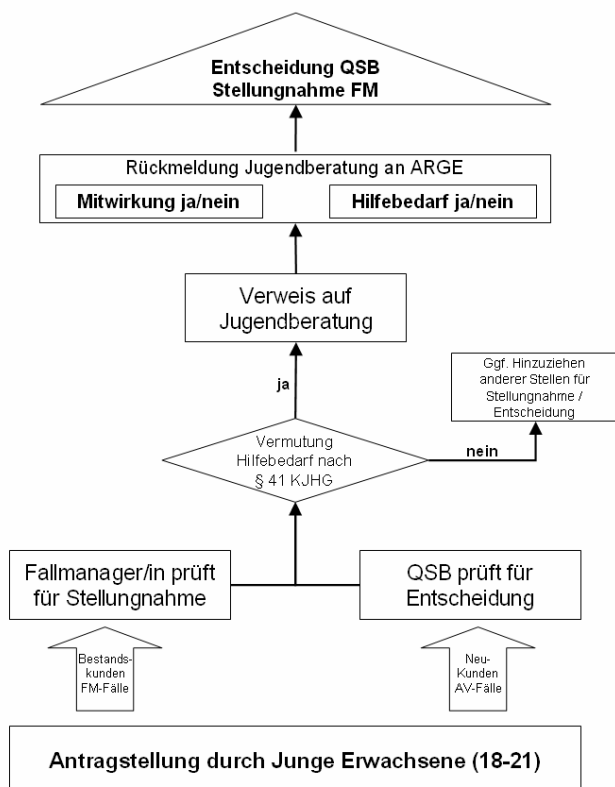 Entscheidung QSB
Stellungnahme FM
Rückmeldung Jugendberatung an ARGE
Mitwirkung ja/nein
Hilfebedarf ja/nein
Verweis auf
Jugendberatung
ja
Ggf. Hinzuziehen
anderer Stellen für
Stellungnahme /
Entscheidung
Vermutung
Hilfebedarf nach
§ 41 KJHG
nein
Fallmanager/in prüft
für Stellungnahme
QSB prüft für
Entscheidung
Bestands-
kunden
FM-Fälle
Neu-
Kunden
AV-Fälle
Antragstellung durch Junge Erwachsene (18-21)